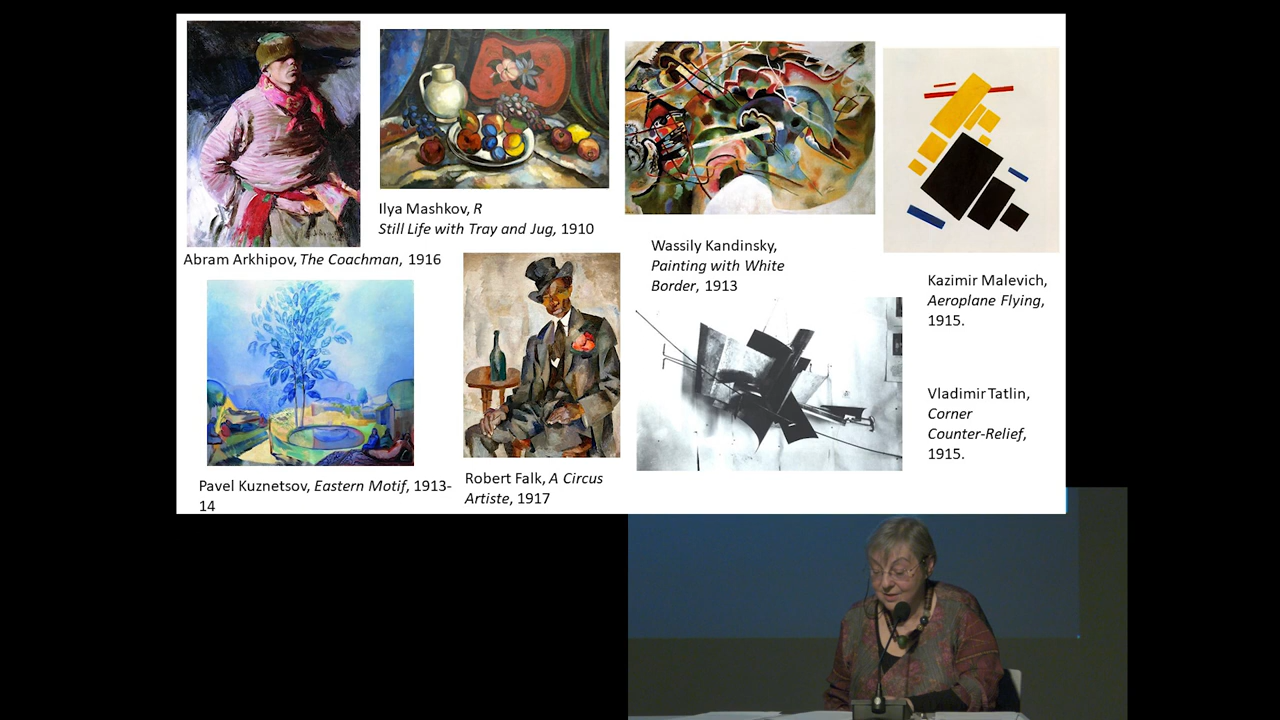 Ilya Mashkov, R
Still Life with Tray and Jug, 1910
Abram Arkhipov, The Coachman, 1916
Wassily Kandinsky,
Painting with White
Border, 1913
Kazimir Malevich,
Aeroplane Flying,
1915.
Vladimir Tatlin,
Corner
Counter-Relief,
1915.
Pavel Kuznetsov, Eastern Motif, 1913-
14
Robert Falk, A Circus
Artiste, 1917